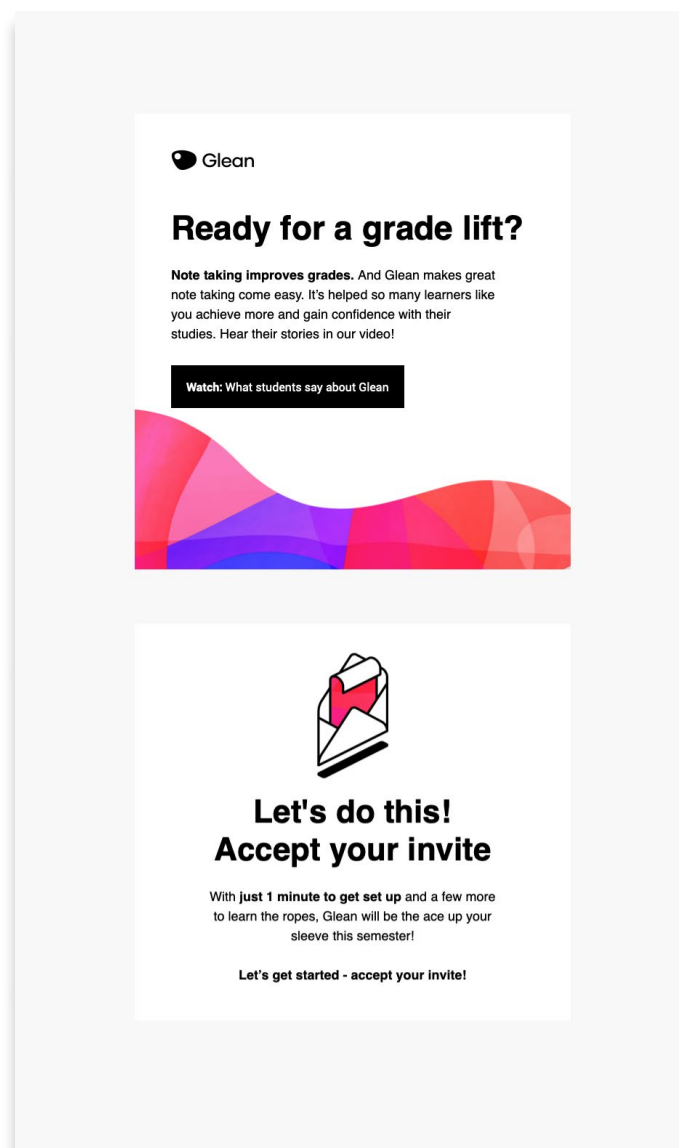 Glean
Ready for a grade lift?
Note taking improves grades. And Glean makes great
note taking come easy. It’s helped so many learners like
you achieve more and gain confidence with their
studies. Hear their stories in our video!
Watch: What students say about Glean
Let's do this!
Accept your invite
With just 1 minute to get set up and a few more
to learn the ropes, Glean will be the ace up your
sleeve this semester!
Let’s get started - accept your invite!